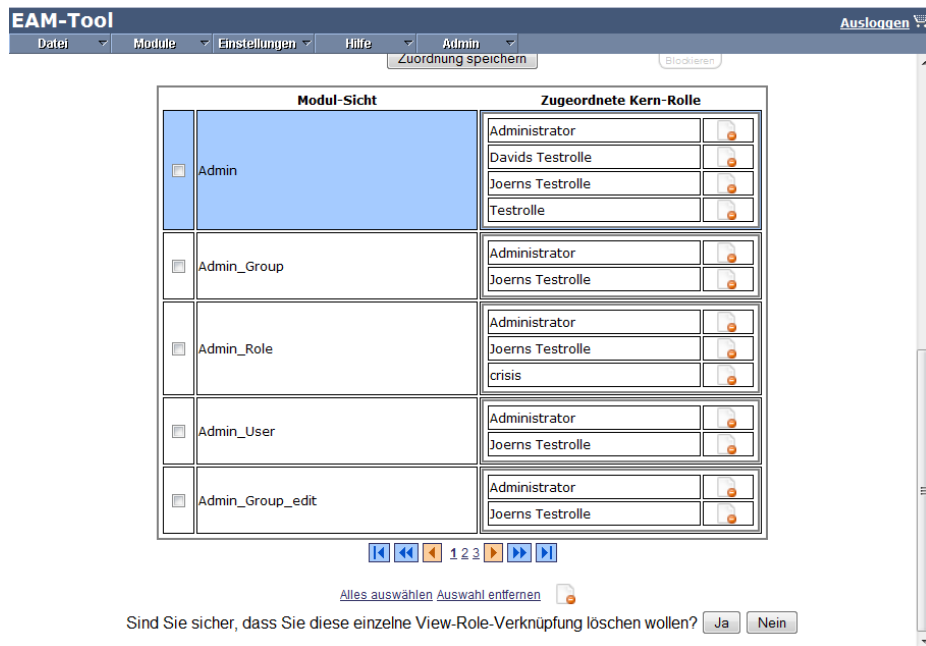 EAM-Tool
Ausloggen
Datei Module Einstellungen Hilfe Admin
Zuordnung speichern Blockieren
Modul-Sicht Zugeordnete Kern-Rolle
Admin
Administrator
Davids Testrolle
Joerns Testrolle
Testrolle
Admin_Group
Administrator
Joerns Testrolle
Admin_Role
Administrator
Joerns Testrolle
crisis
Admin_User
Administrator
Joerns Testrolle
Admin_Group_edit
Administrator
Joerns Testrolle
1 2 3
Alles auswählen Auswahl entfernen
Sind Sie sicher, dass Sie diese einzelne View-Role-Verknüpfung löschen wollen? Ja Nein